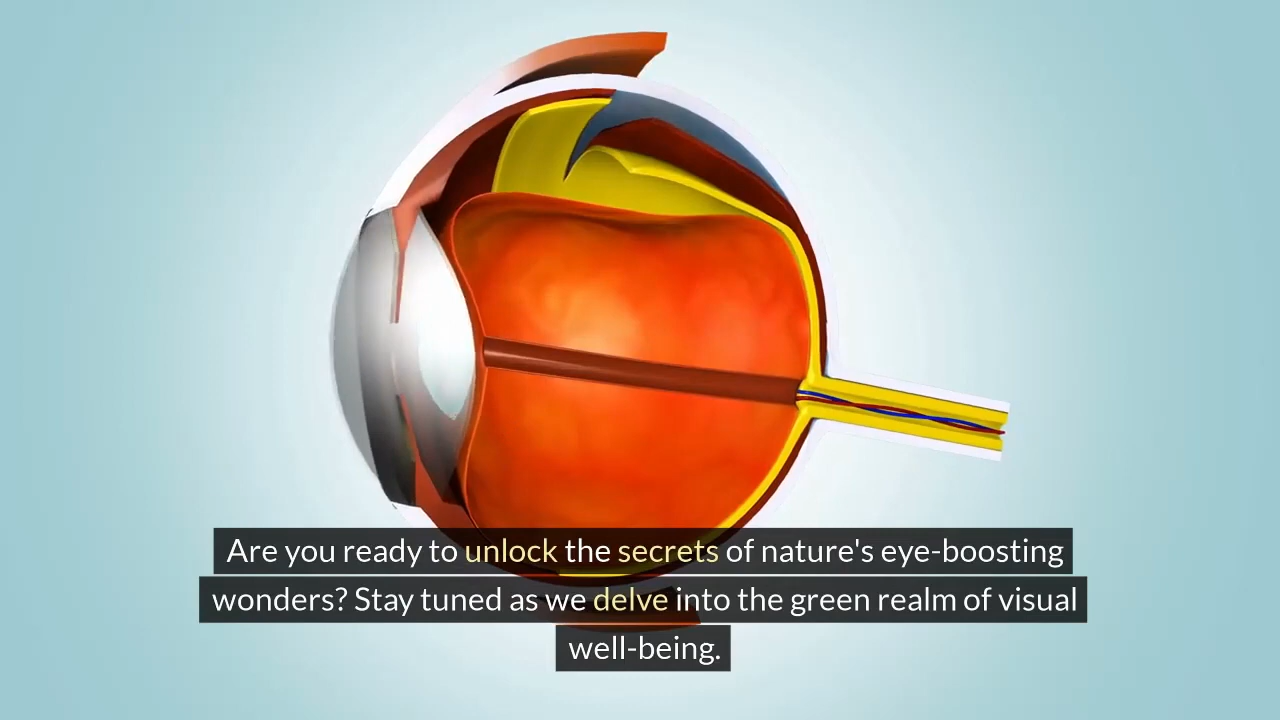 Are you ready to unlock the secrets of nature's eye-boosting
wonders? Stay tuned as we delve into the green realm of visual
well-being.